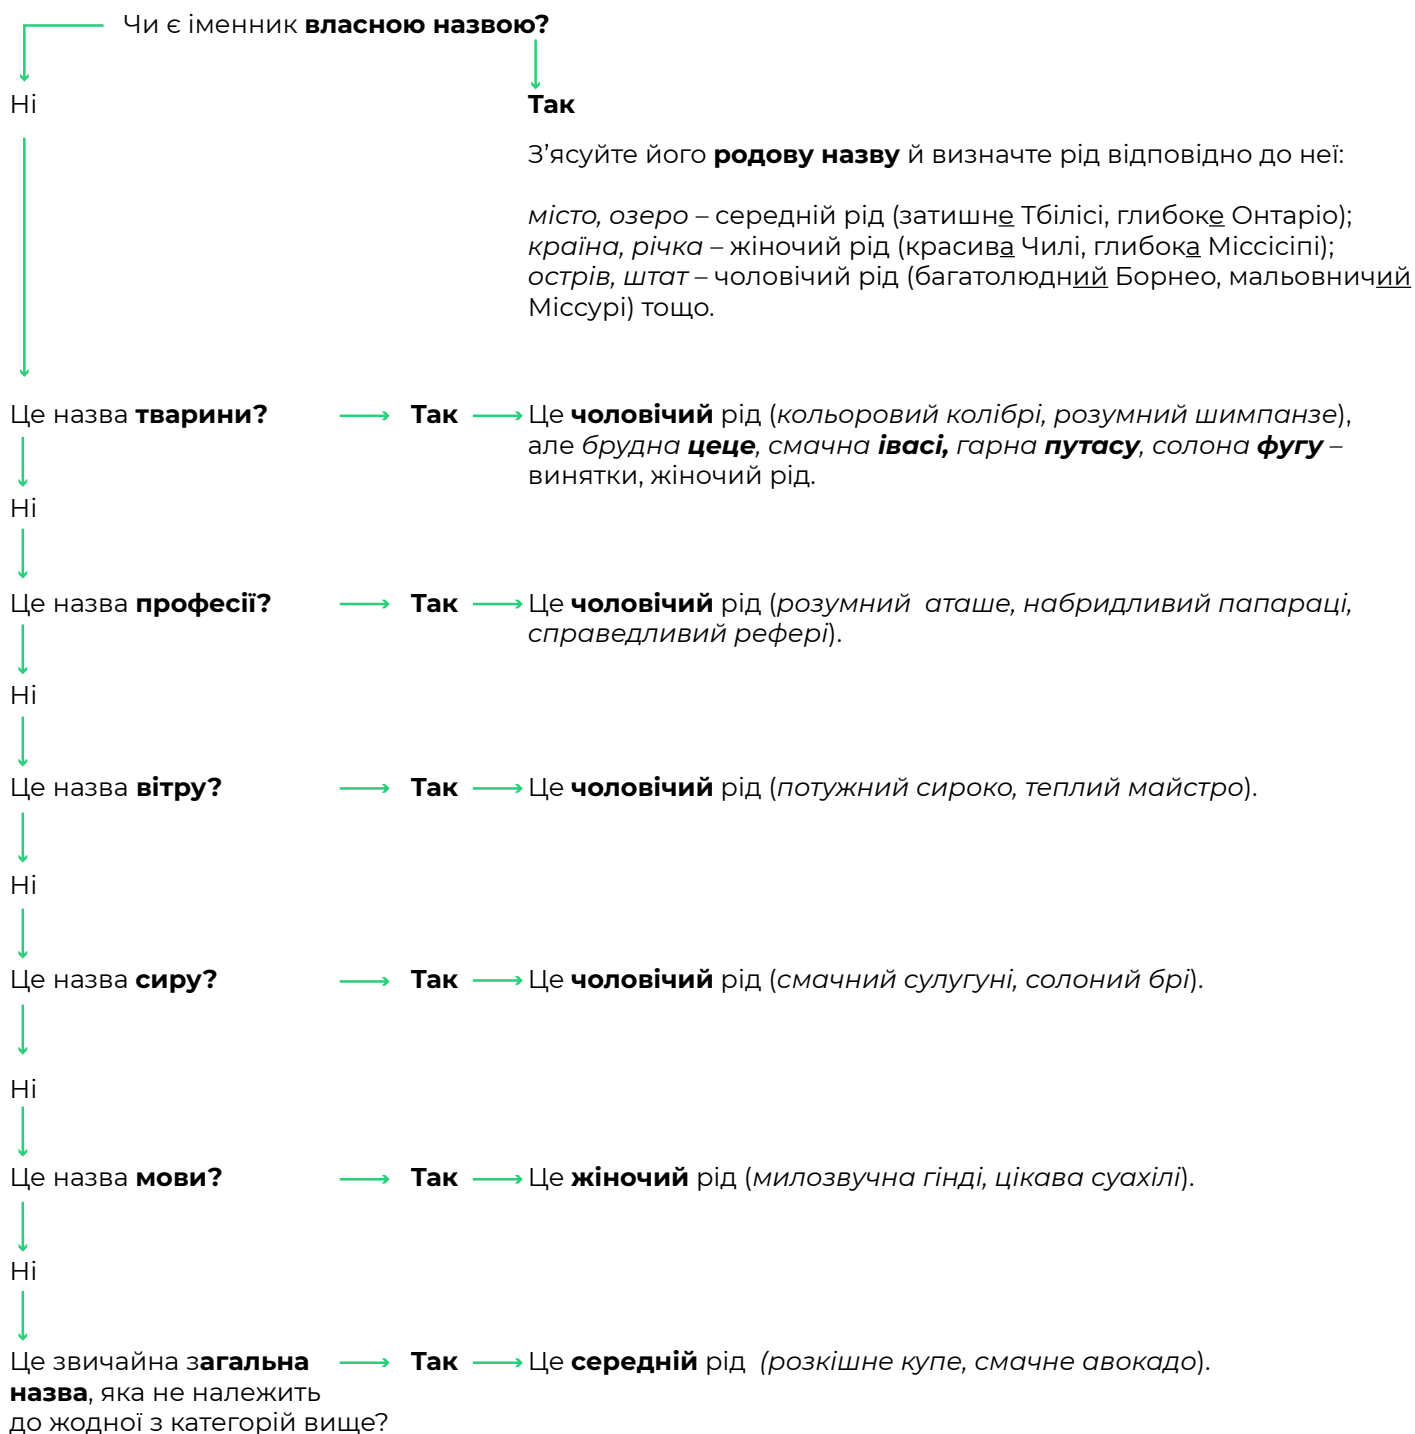 Чи є іменник власною назвою?
Ні
Так
З’ясуйте його родову назву й визначте рід відповідно до неї:
місто, озеро – середній рід (затишне Тбілісі, глибоке Онтаріо);
країна, річка – жіночий рід (красива Чилі, глибока Міссісіпі);
острів, штат – чоловічий рід (багатолюдний Борнео, мальовничий
Міссурі) тощо.
Це назва тварини? Так Це чоловічий рід (кольоровий колібрі, розумний шимпанзе),
але брудна цеце, смачна івасі, гарна путасу, солона фугу –
винятки, жіночий рід.
Ні
Це назва професії? Так Це чоловічий рід (розумний аташе, набридливий папараці,
справедливий рефері).
Ні
Це назва вітру? Так Це чоловічий рід (потужний сироко, теплий майстро).
Ні
Це назва сиру? Так Це чоловічий рід (смачний сулугуні, солоний брі).
Ні
Це назва мови? Так Це жіночий рід (милозвучна гінді, цікава суахілі).
Ні
Це звичайна загальна Так Це середній рід (розкішне купе, смачне авокадо).
назва, яка не належить
до жодної з категорій вище?